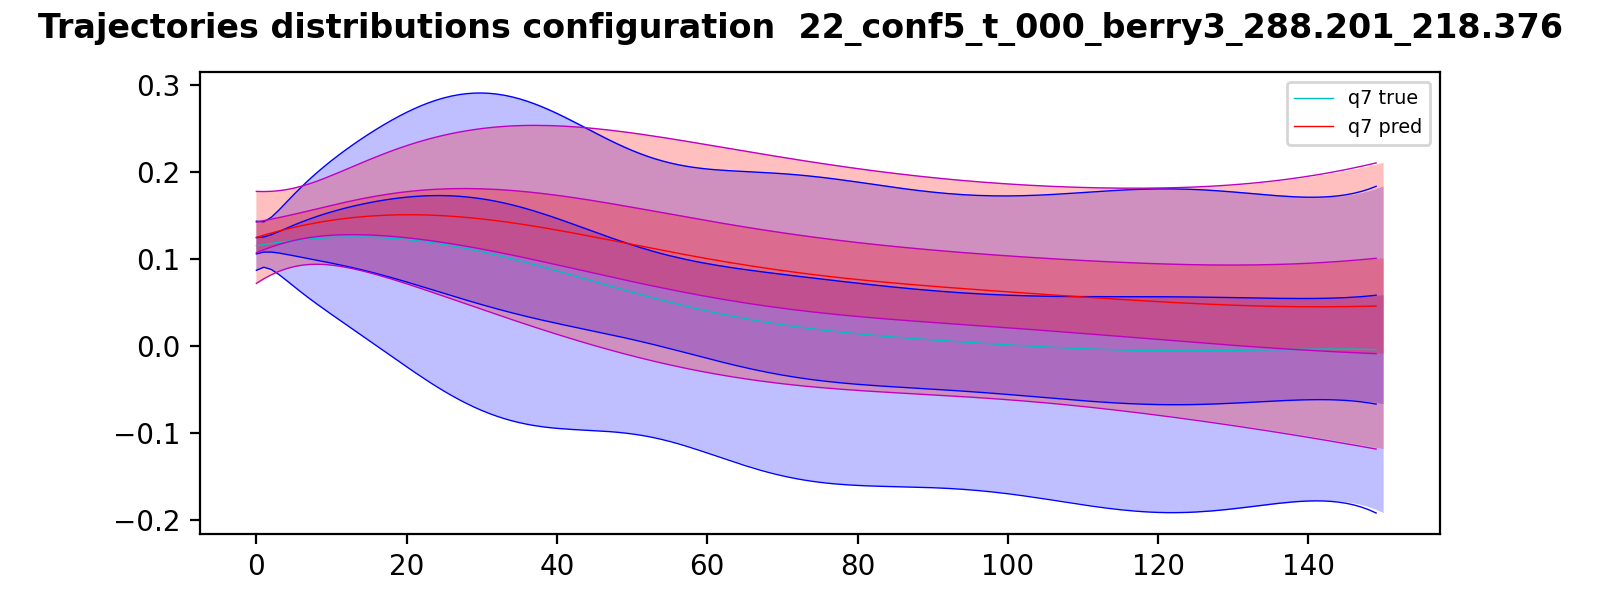 Trajectories distributions configuration  22_conf5_t_000_berry3_288.201_218.376
0.3
0.2
0.1
0.0
−0.1
−0.2
q7 true
q7 pred
0 20 40 60 80 100 120 140